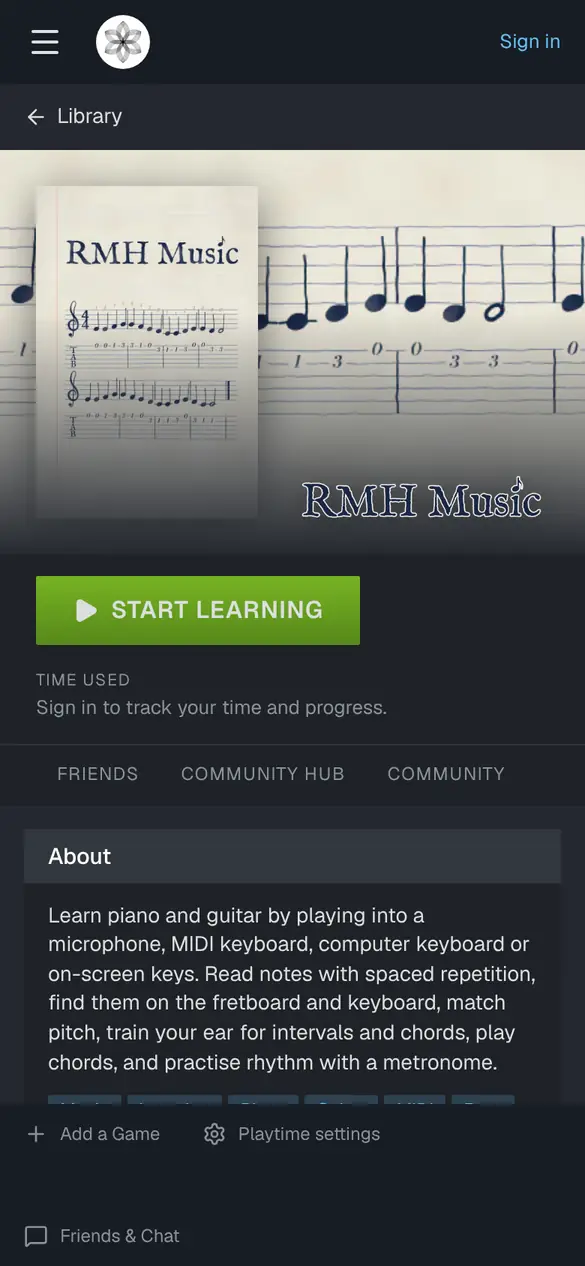 Sign in
Library
RMH Music
RMH Music
START LEARNING
TIME USED
Sign in to track your time and progress.
FRIENDS COMMUNITY HUB COMMUNITY
About
Learn piano and guitar by playing into a
microphone, MIDI keyboard, computer keyboard or
on-screen keys. Read notes with spaced repetition,
find them on the fretboard and keyboard, match
pitch, train your ear for intervals and chords, play
chords, and practise rhythm with a metronome.
Add a Game Playtime settings
Friends & Chat